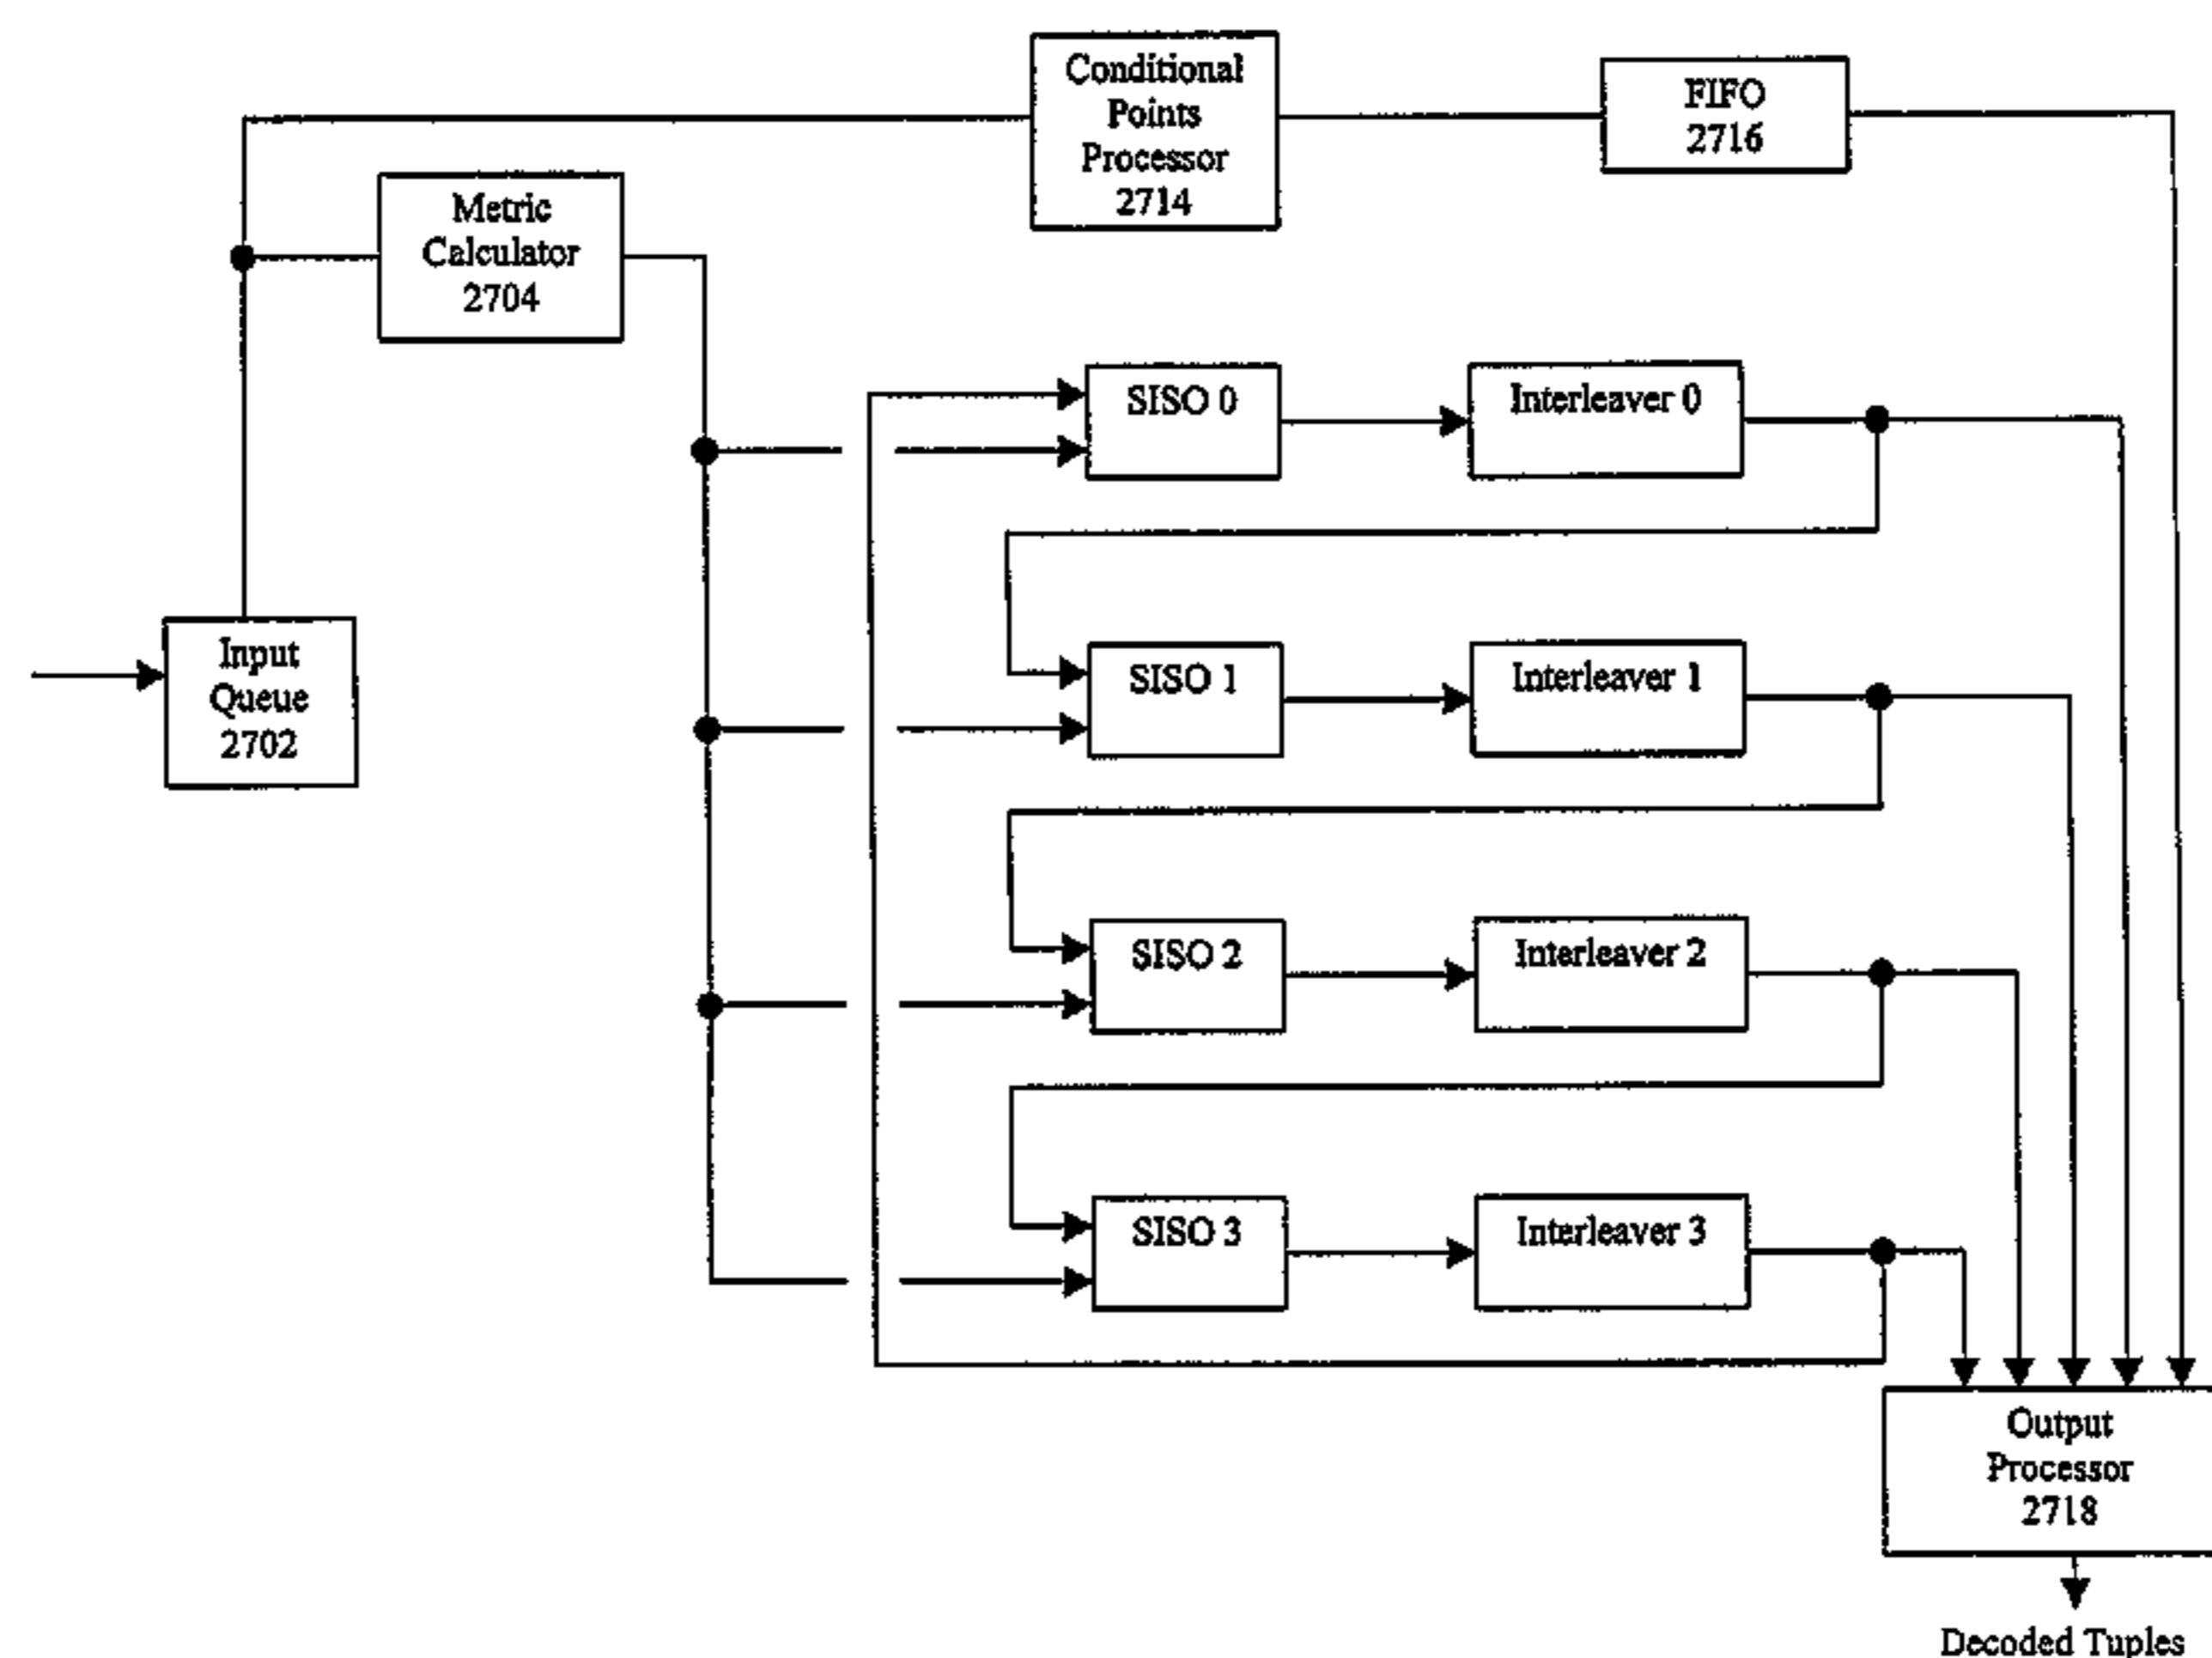 Conditional
Points
Processor
2714
FIFO
2716
Metric
Calculator
2704
SISO 0
Interleaver 0
Input
Queue
2702
SISO 1
Interleaver 1
SISO 2
Interleaver 2
SISO 3
Interleaver 3
Output
Processor
2718
Decoded Tuples